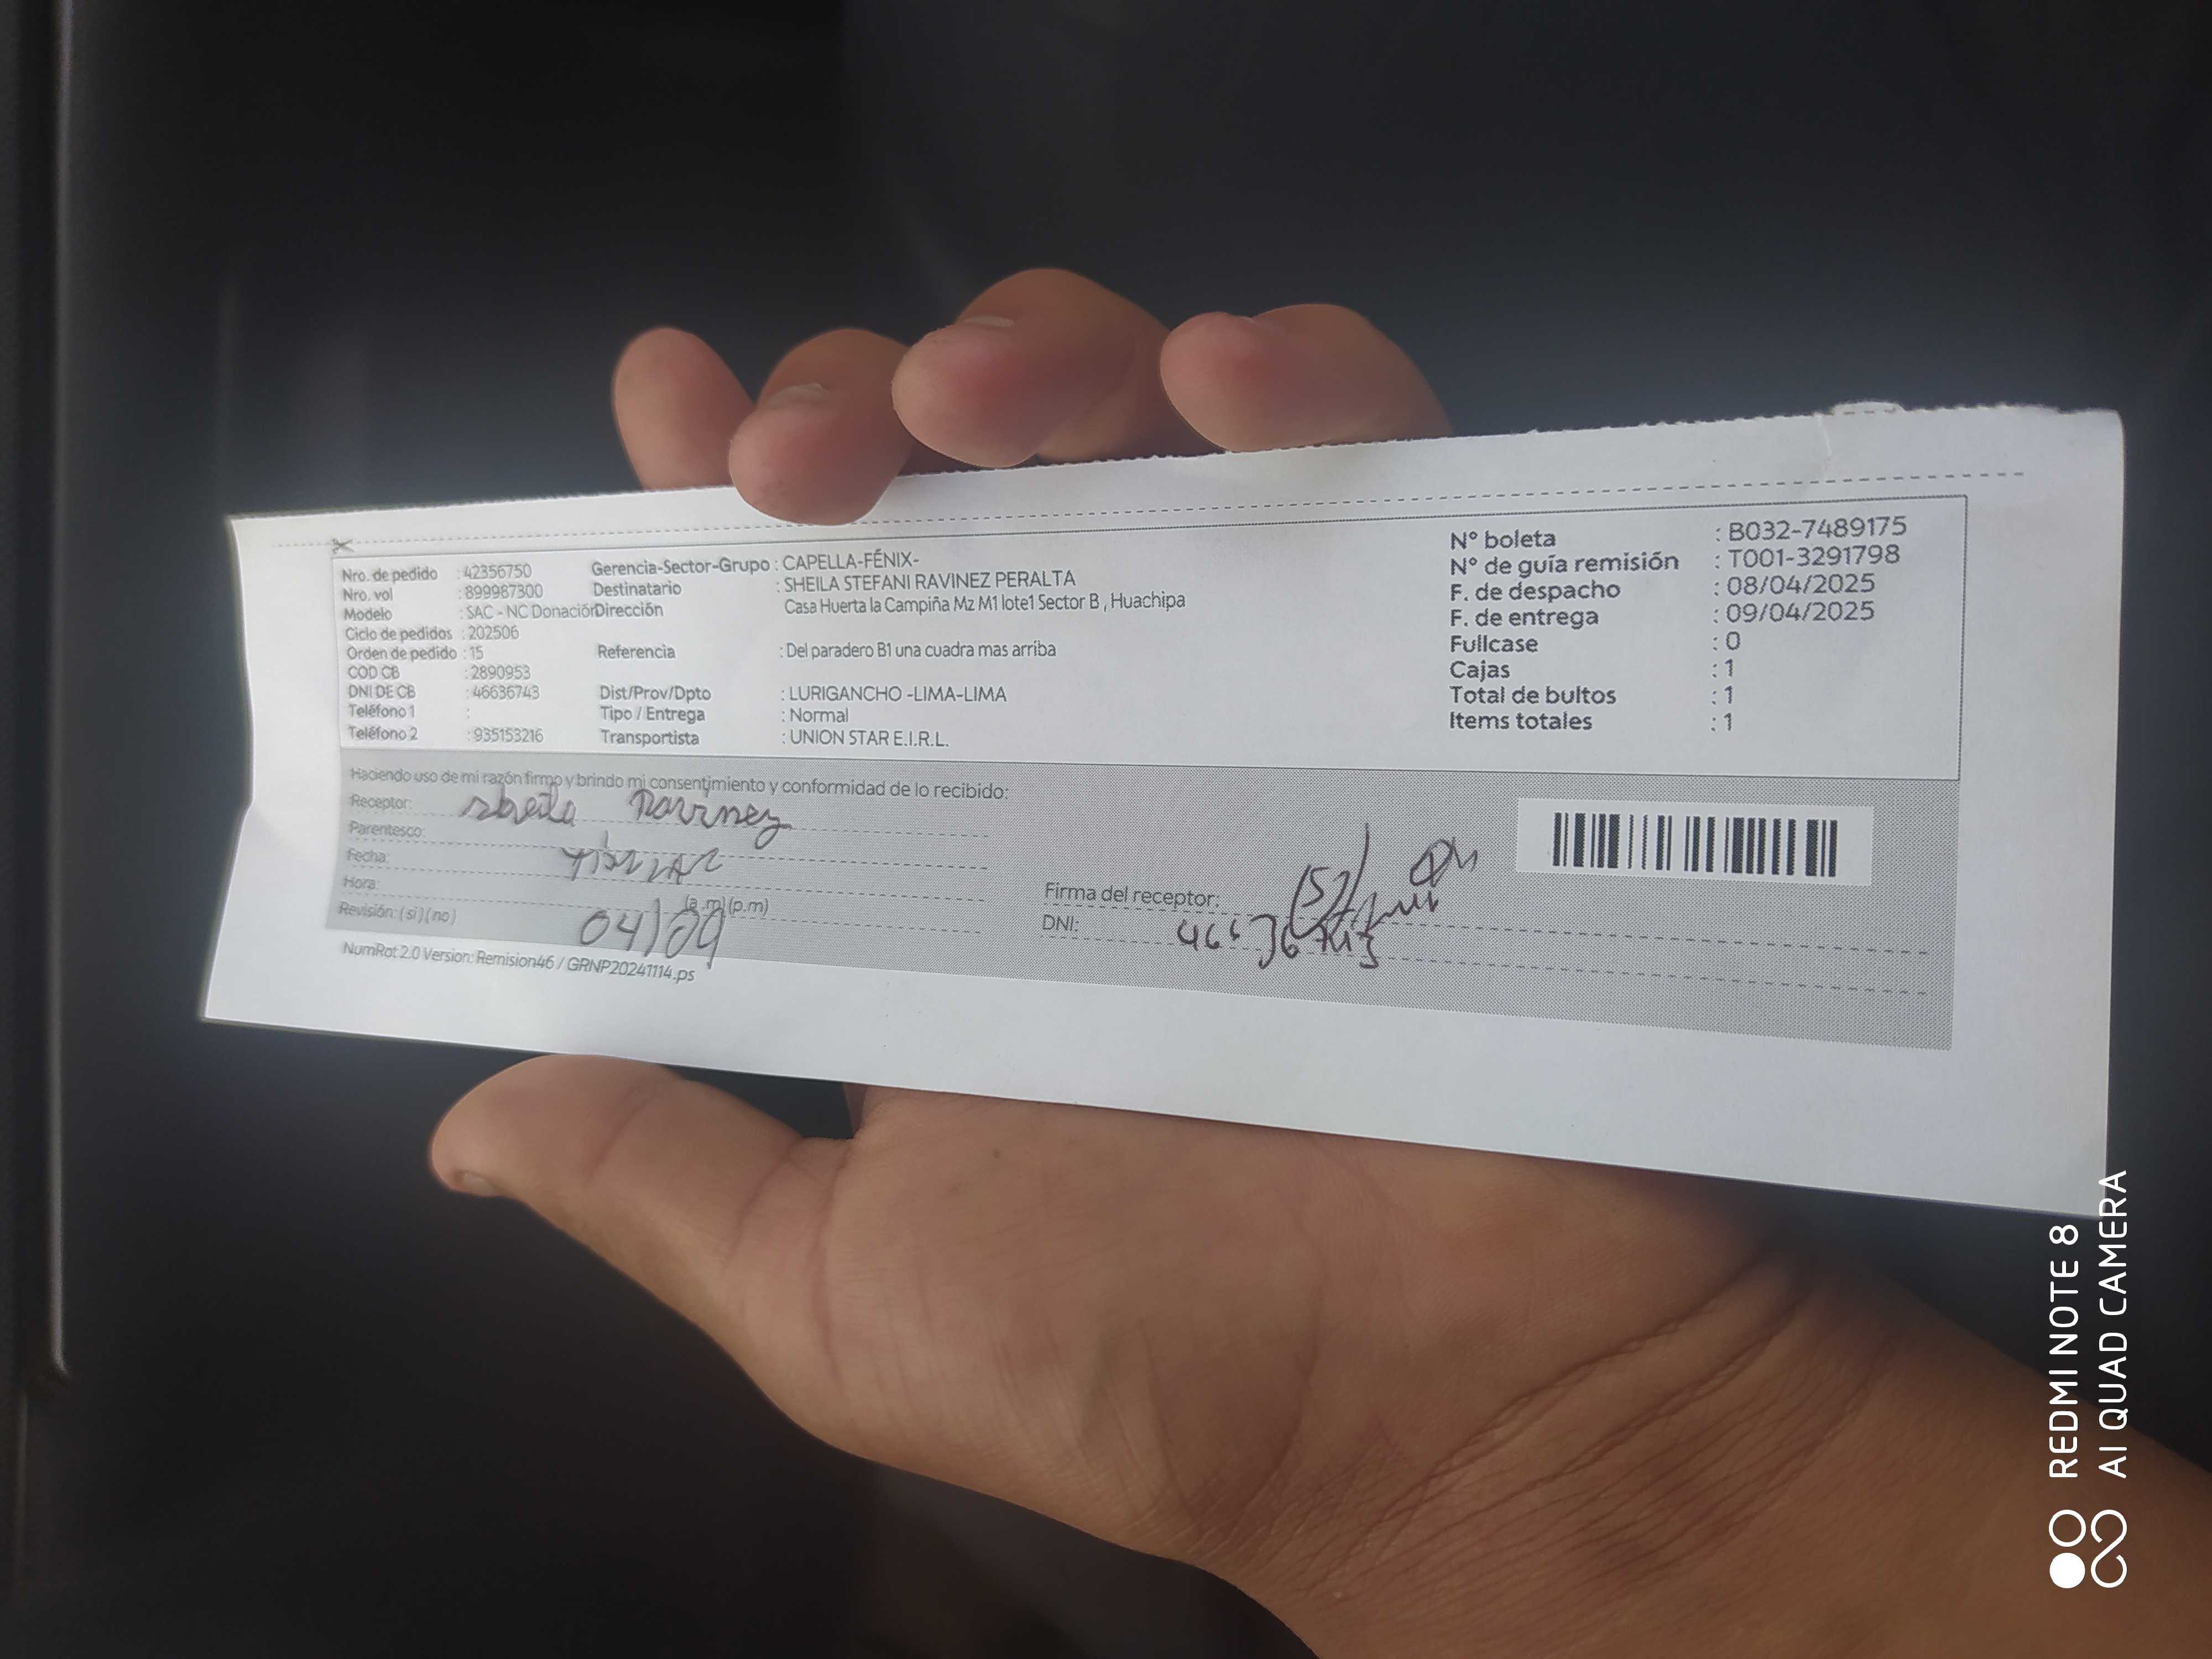 Nro. de pedido : 42356750
Nro. vol : 899987300
Modelo : SAC - NC Donación
Ciclo de pedidos : 202506
Orden de pedido : 15
COD CB : 2890953
DNI DE CB : 46636743
Teléfono 1 :
Teléfono 2 : 935153216
Gerencia-Sector-Grupo : CAPELLA-FÉNIX-
Destinatario : SHEILA STEFANI RAVINEZ PERALTA
Dirección Casa Huerta la Campiña Mz M1 lote1 Sector B , Huachipa
Referencia : Del paradero B1 una cuadra mas arriba
Dist/Prov/Dpto : LURIGANCHO -LIMA-LIMA
Tipo / Entrega : Normal
Transportista : UNION STAR E.I.R.L.
N° boleta : B032-7489175
N° de guía remisión : T001-3291798
F. de despacho : 08/04/2025
F. de entrega : 09/04/2025
Fullcase : 0
Cajas : 1
Total de bultos : 1
Items totales : 1
Haciendo uso de mi razón firmo y brindo mi consentimiento y conformidad de lo recibido:
Receptor: Sheila Ravinez
Parentesco:
Fecha:
Hora: (a.m) (p.m)
Revisión: ( si ) ( no ) 04/09
Firma del receptor:
DNI:
NumRot 2.0 Version: Remision46 / GRNP20241114.ps
REDMI NOTE 8
AI QUAD CAMERA